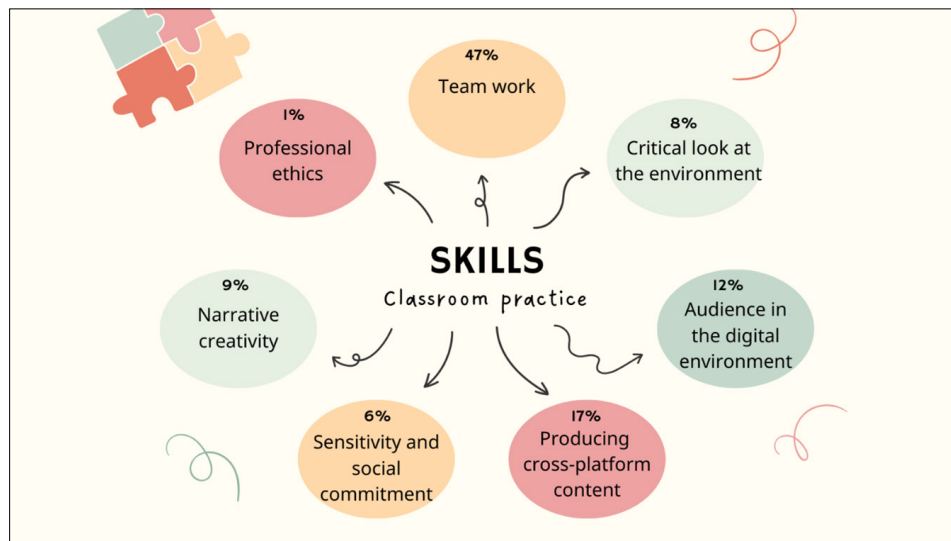 47%
Team work
1%
Professional
ethics
8%
Critical look at
the environment
SKILLS
Classroom practice
9%
Narrative
creativity
12%
Audience in
the digital
environment
6%
Sensitivity and
social
commitment
17%
Producing
cross-platform
content